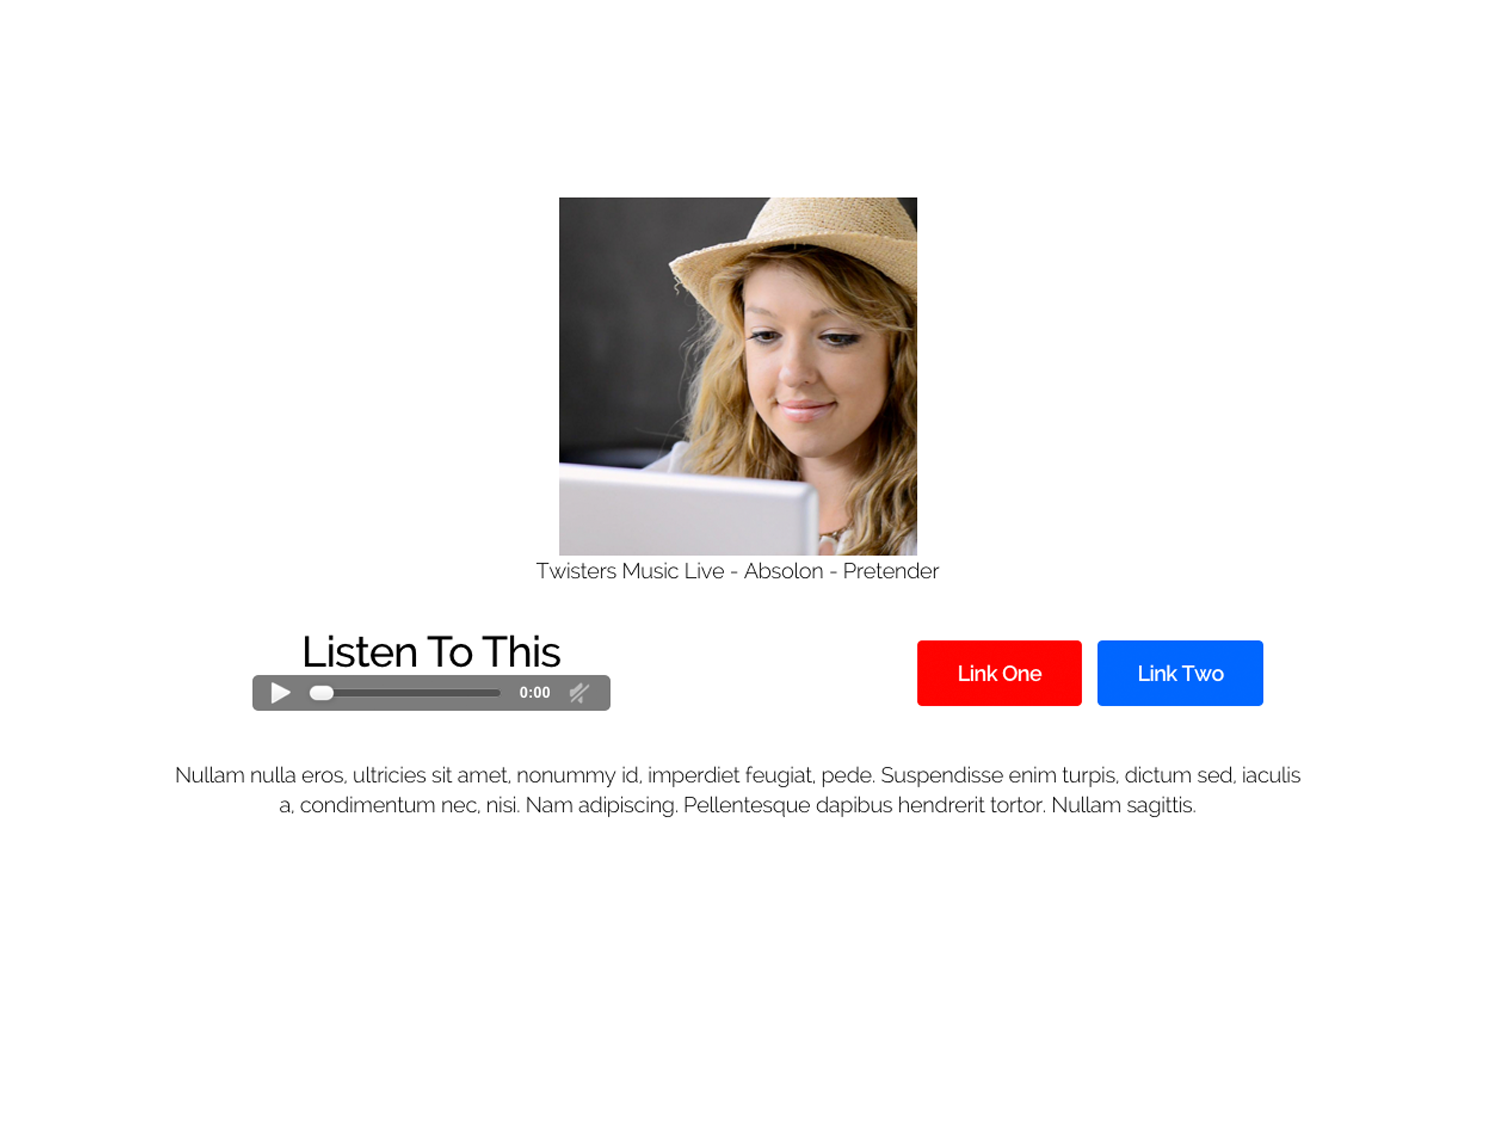 Twisters Music Live - Absolon - Pretender
Listen To This
0:00
Link One
Link Two
Nullam nulla eros, ultricies sit amet, nonummy id, imperdiet feugiat, pede. Suspendisse enim turpis, dictum sed, iaculis
a, condimentum nec, nisi. Nam adipiscing. Pellentesque dapibus hendrerit tortor. Nullam sagittis.